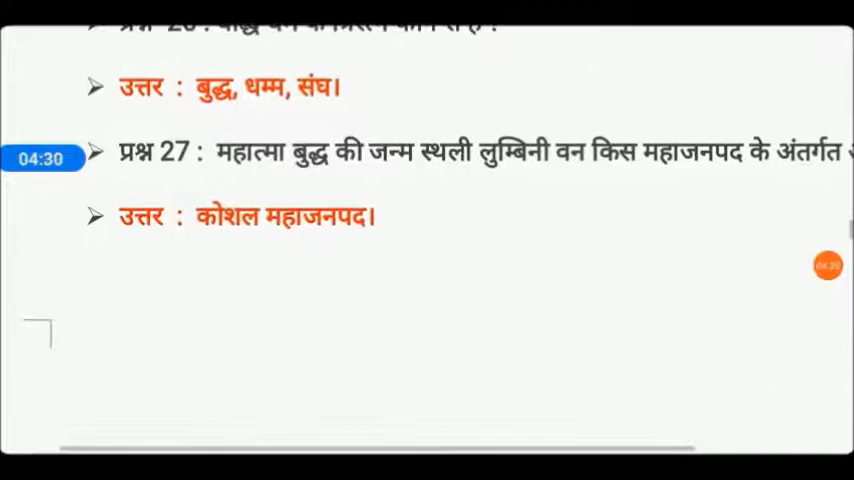 उत्तर : बुद्ध, धम्म, संघ।
04:30
प्रश्न 27 : महात्मा बुद्ध की जन्म स्थली लुम्बिनी वन किस महाजनपद के अंतर्गत
उत्तर : कोशल महाजनपद।